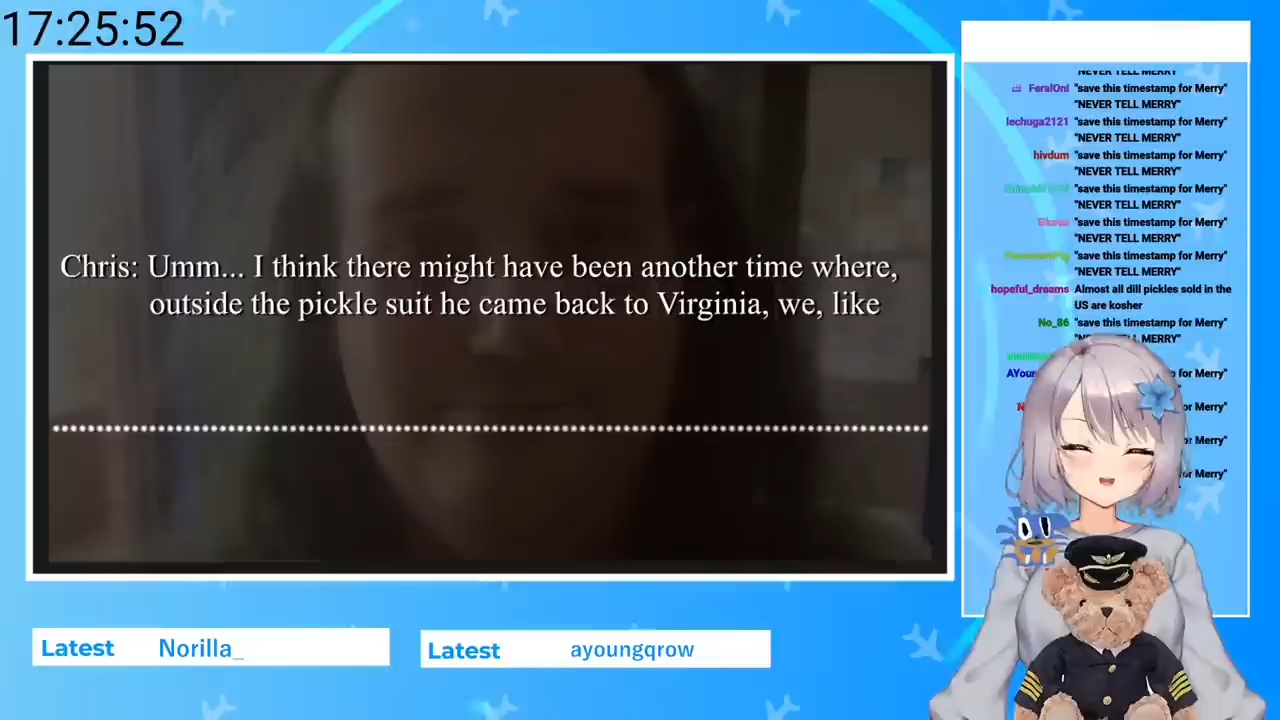 17:25:52
Chris: Umm... I think there might have been another time where,
outside the pickle suit he came back to Virginia, we, like
Latest Norilla_
Latest ayoungqrow
"NEVER TELL MERRY"
FeralOni "save this timestamp for Merry"
"NEVER TELL MERRY"
lechuga2121 "save this timestamp for Merry"
"NEVER TELL MERRY"
hivdum "save this timestamp for Merry"
"NEVER TELL MERRY"
"save this timestamp for Merry"
"NEVER TELL MERRY"
"save this timestamp for Merry"
"NEVER TELL MERRY"
"save this timestamp for Merry"
"NEVER TELL MERRY"
hopeful_dreams Almost all dill pickles sold in the
US are kosher
No_86 "save this timestamp for Merry"
MERRY"
AYour for Merry"
N or Merry"
or Merry"
or Merry"